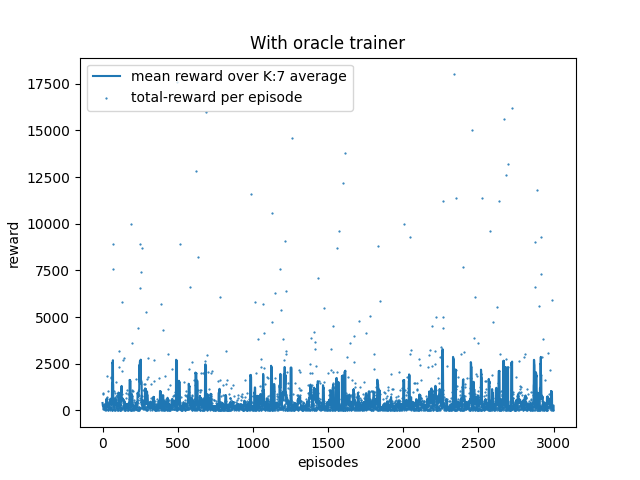 With oracle trainer
mean reward over K:7 average
total-reward per episode
17500
15000
12500
10000
7500
5000
2500
0
reward
0 500 1000 1500 2000 2500 3000
episodes